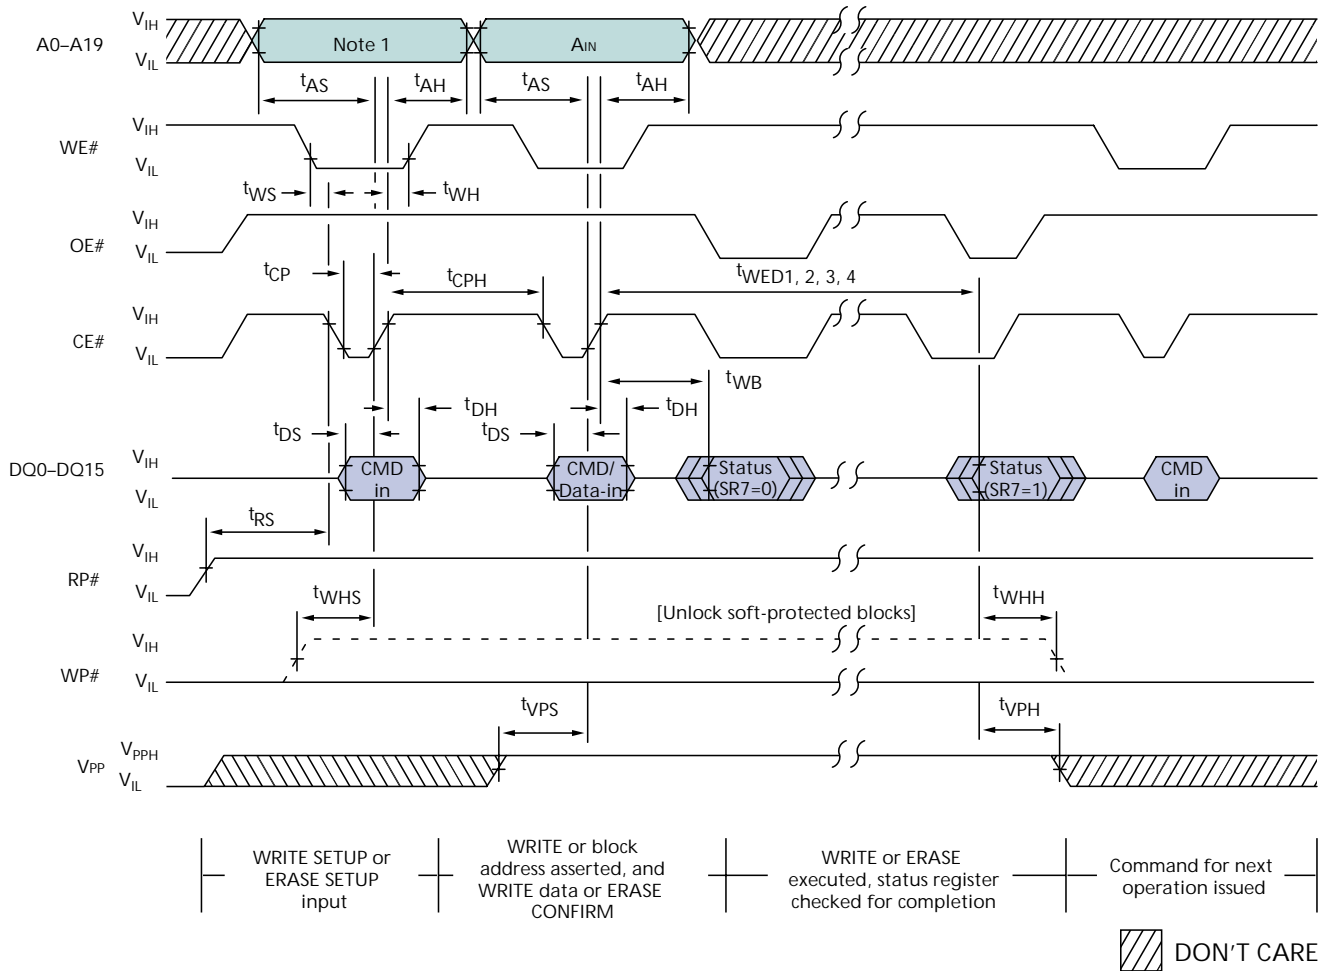 A0–A19
VIH
VIL
Note 1
AIN
tAS
tAH
tAS
tAH
WE#
VIH
VIL
tWS
tWH
OE#
VIH
VIL
tCP
tCPH
tWED1, 2, 3, 4
CE#
VIH
VIL
tWB
tDS
tDH
tDS
tDH
DQ0–DQ15
VIH
VIL
CMD
in
CMD/
Data-in
Status
(SR7=0)
Status
(SR7=1)
CMD
in
tRS
RP#
VIH
VIL
tWHS
[Unlock soft-protected blocks]
tWHH
WP#
VIH
VIL
tVPS
tVPH
VPP
VPPH
VIL
WRITE SETUP or
ERASE SETUP
input
WRITE or block
address asserted, and
WRITE data or ERASE
CONFIRM
WRITE or ERASE
executed, status register
checked for completion
Command for next
operation issued
DON'T CARE